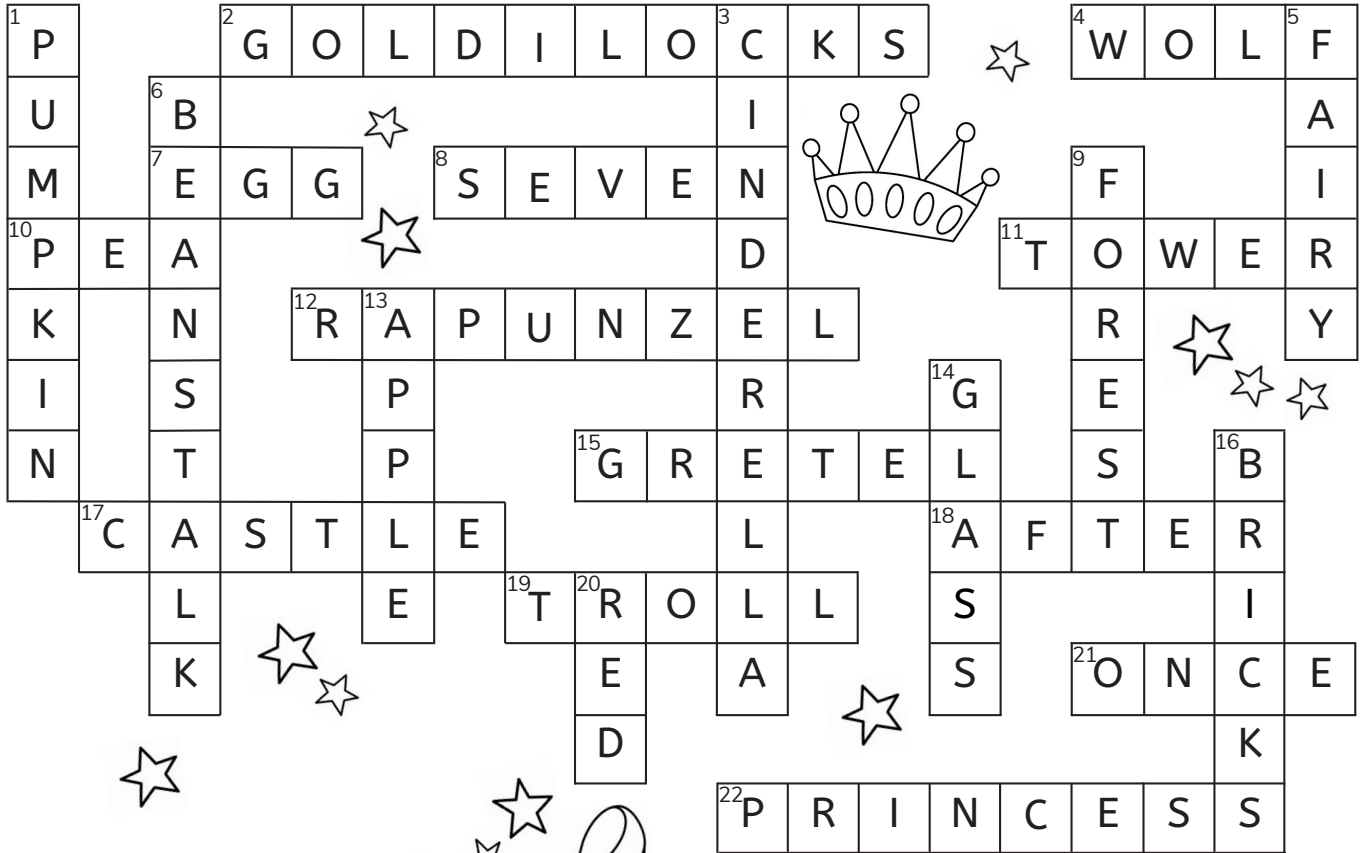 1 P 2 G O L D I L O 3 C K S 4 W O L 5 F
U 6 B I A
M 7 E G G 8 S E V E N 9 F I
10 P E A D 11 T O W E R
K N 12 R 13 A P U N Z E L R Y
I S P R 14 G E
N T P 15 G R E T E L S 16 B
17 C A S T L E L 18 A F T E R
L E 19 T 20 R O L L S I
K E A S 21 O N C E
D K
22 P R I N C E S S